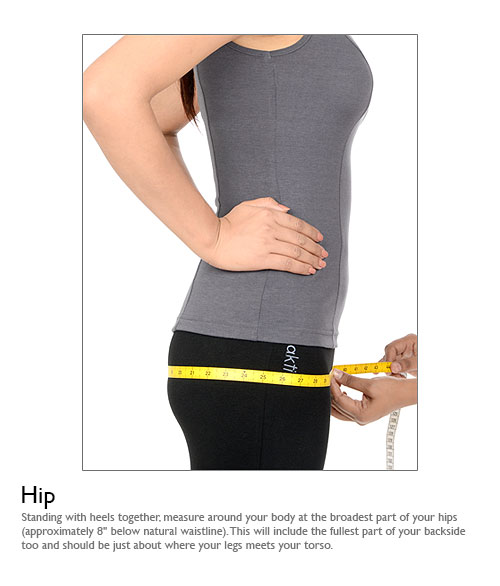 akti
21 22 23 24 25 26 27 28
Hip
Standing with heels together, measure around your body at the broadest part of your hips
(approximately 8" below natural waistline). This will include the fullest part of your backside
too and should be just about where your legs meets your torso.